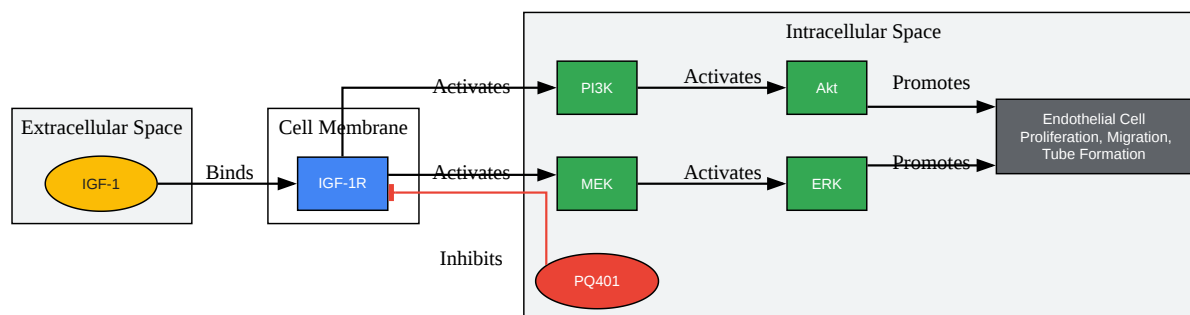 Intracellular Space
Extracellular Space
Cell Membrane
IGF-1
Binds
IGF-1R
Activates
PI3K
Activates
Akt
Promotes
Activates
MEK
Activates
ERK
Promotes
Endothelial Cell
Proliferation, Migration,
Tube Formation
Inhibits
PQ401